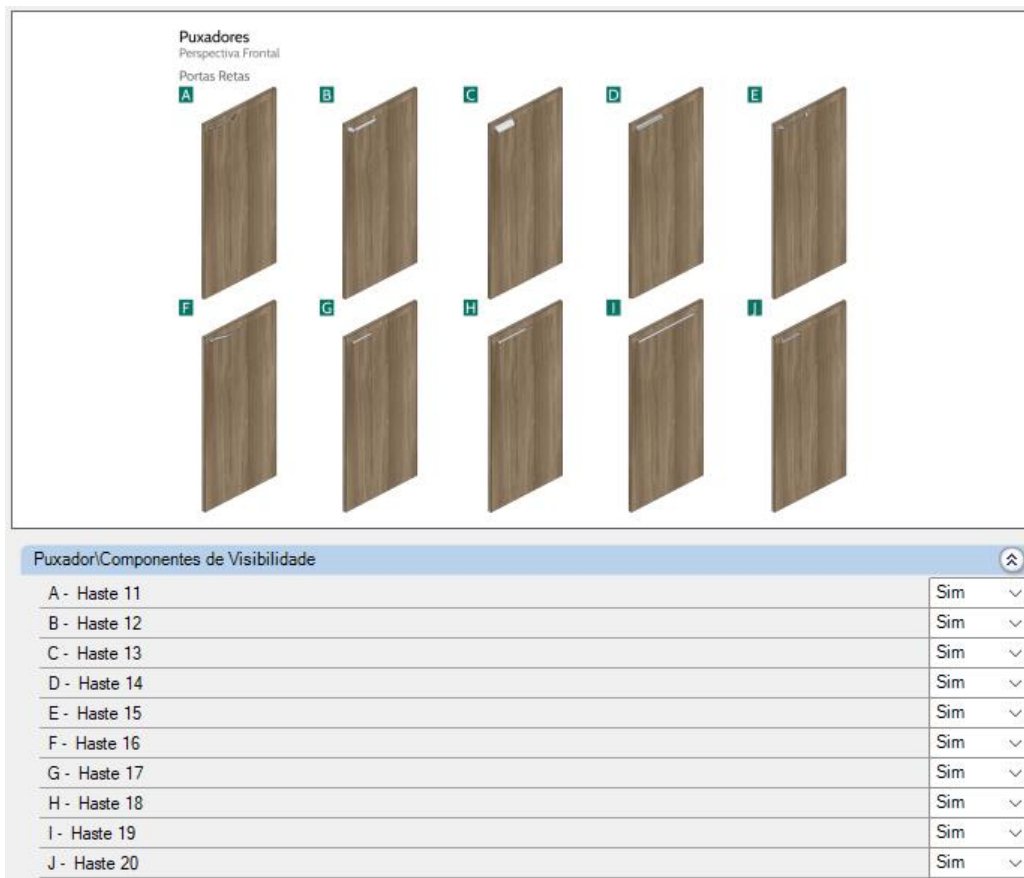 Puxadores
Perspectiva Frontal
Portas Retas
A B C D E
F G H I J
Puxador\Componentes de Visibilidade
A - Haste 11 Sim
B - Haste 12 Sim
C - Haste 13 Sim
D - Haste 14 Sim
E - Haste 15 Sim
F - Haste 16 Sim
G - Haste 17 Sim
H - Haste 18 Sim
I - Haste 19 Sim
J - Haste 20 Sim